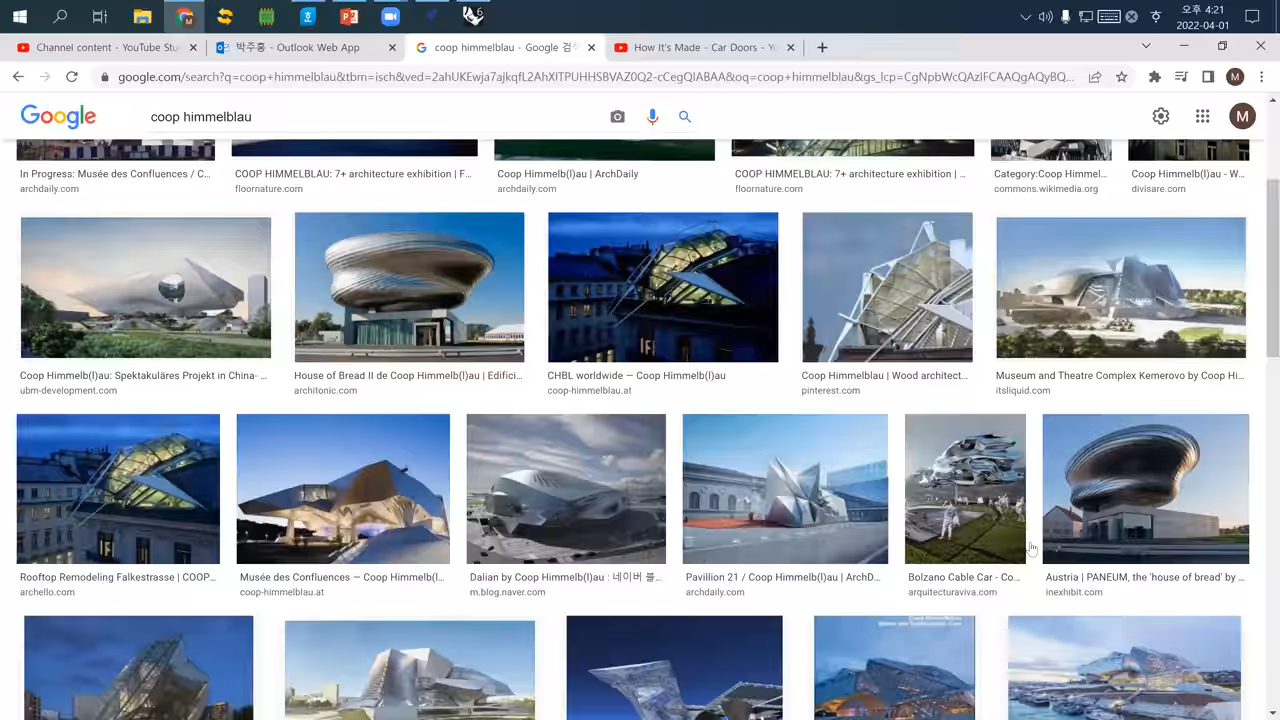 6
오후 4:21
2022-04-01
Channel content - YouTube Stu
박주홍 - Outlook Web App
coop himmelblau - Google 검색
How It's Made - Car Doors - Yo
google.com/search?q=coop+himmelblau&tbm=isch&ved=2ahUKEwja7ajkqfL2AhXITPUHHSBVAZ0Q2-cCegQIABAA&oq=coop+himmelblau&gs_lcp=CgNpbWcQAzIFCAAQgAQyBQ...
M
Google
coop himmelblau
M
In Progress: Musée des Confluences / C...
archdaily.com
COOP HIMMELBLAU: 7+ architecture exhibition | F...
floornature.com
Coop Himmelb(l)au | ArchDaily
archdaily.com
COOP HIMMELBLAU: 7+ architecture exhibition | ...
floornature.com
Category:Coop Himmel...
commons.wikimedia.org
Coop Himmelb(l)au - W...
divisare.com
Coop Himmelb(l)au: Spektakuläres Projekt in China- ...
ubm-development.com
House of Bread II de Coop Himmelb(l)au | Edifici...
architonic.com
CHBL worldwide — Coop Himmelb(l)au
coop-himmelblau.at
Coop Himmelblau | Wood architect...
pinterest.com
Museum and Theatre Complex Kemerovo by Coop Hi...
itsliquid.com
Rooftop Remodeling Falkestrasse | COOP...
archello.com
Musée des Confluences — Coop Himmelb(l...
coop-himmelblau.at
Dalian by Coop Himmelb(l)au : 네이버 블...
m.blog.naver.com
Pavillion 21 / Coop Himmelb(l)au | ArchD...
archdaily.com
Bolzano Cable Car - Co...
arquitecturaviva.com
Austria | PANEUM, the 'house of bread' by ...
inexhibit.com